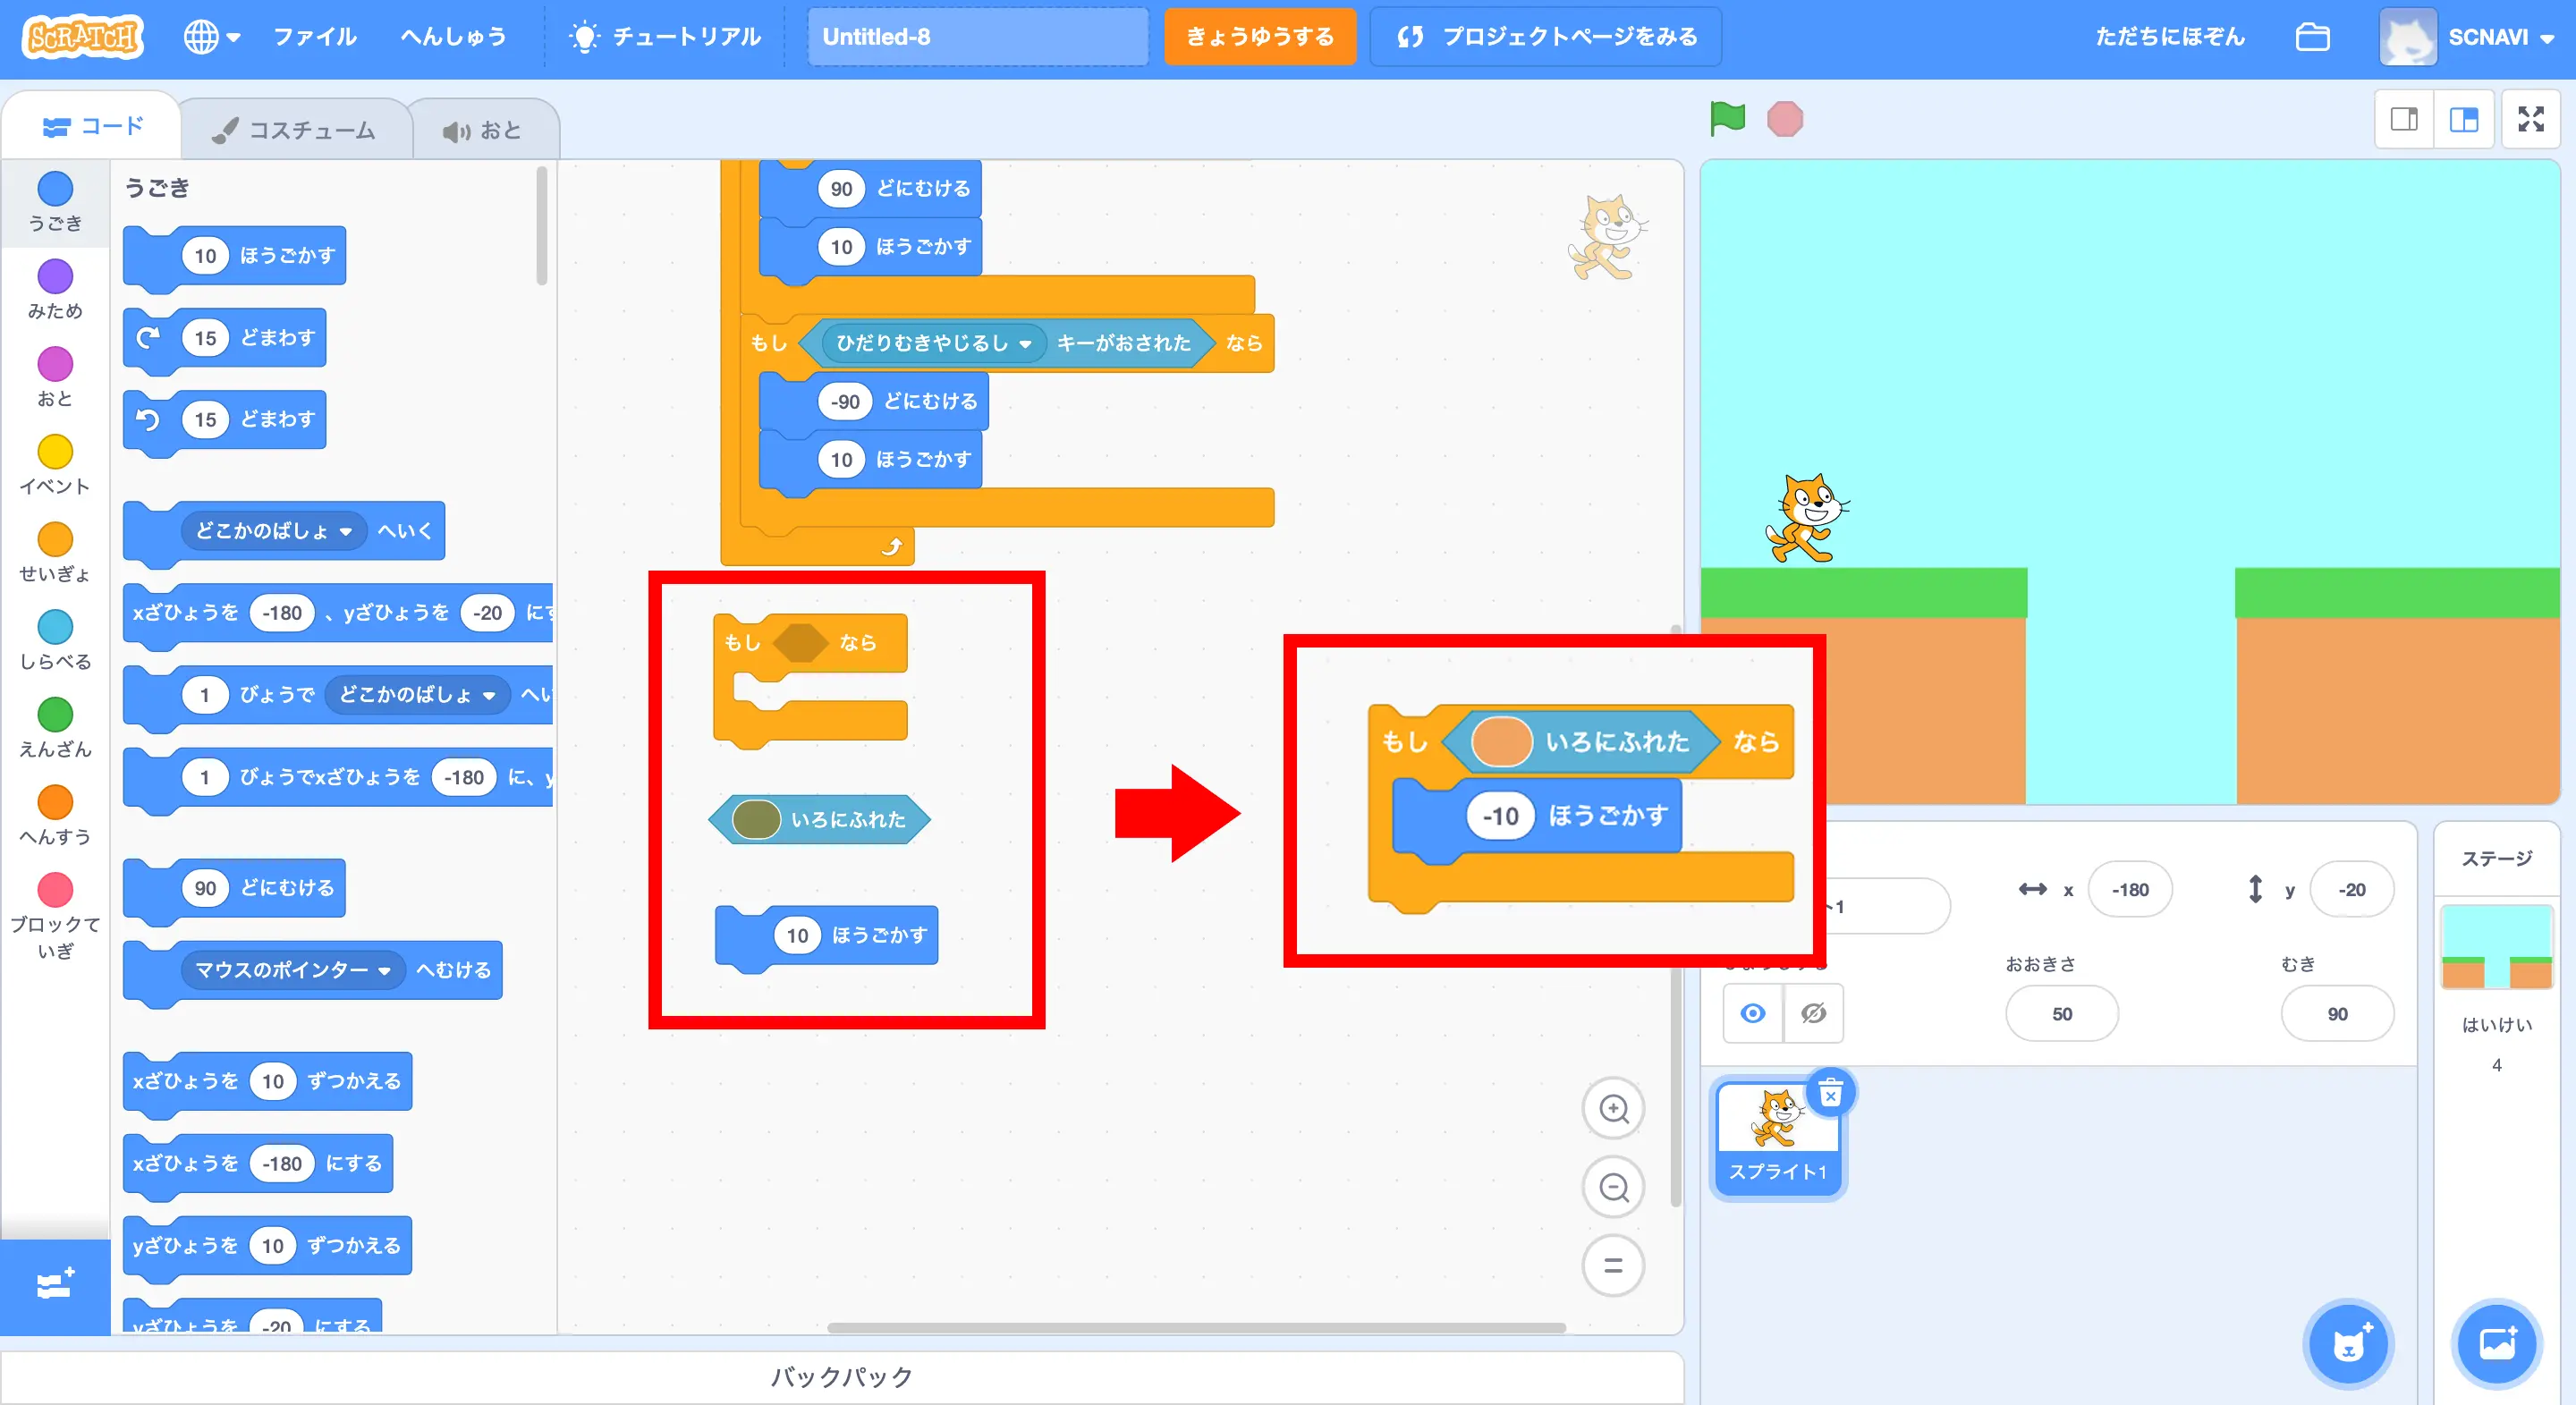 SCRATCH
ファイル
へんしゅう
チュートリアル
Untitled-8
きょうゆうする
プロジェクトページをみる
ただちにほぞん
SCNAVI
コード
コスチューム
おと
うごき
みため
おと
イベント
せいぎょ
しらべる
えんざん
へんすう
ブロックて
いぎ
うごき
10 ほうごかす
15 どまわす
15 どまわす
どこかのばしょ へいく
xざひょうを -180 、yざひょうを -20 にす
1 びょうで どこかのばしょ へい
1 びょうでxざひょうを -180 に、y
90 どにむける
マウスのポインター へむける
xざひょうを 10 ずつかえる
xざひょうを -180 にする
yざひょうを 10 ずつかえる
yざひょうを -20 にする
90 どにむける
10 ほうごかす
もし ひだりむきやじるし キーがおされた なら
-90 どにむける
10 ほうごかす
もし なら
いろにふれた
10 ほうごかす
もし いろにふれた なら
-10 ほうごかす
バックパック
ト1
x -180
y -20
おおきさ
むき
50
90
スプライト1
ステージ
はいけい
4